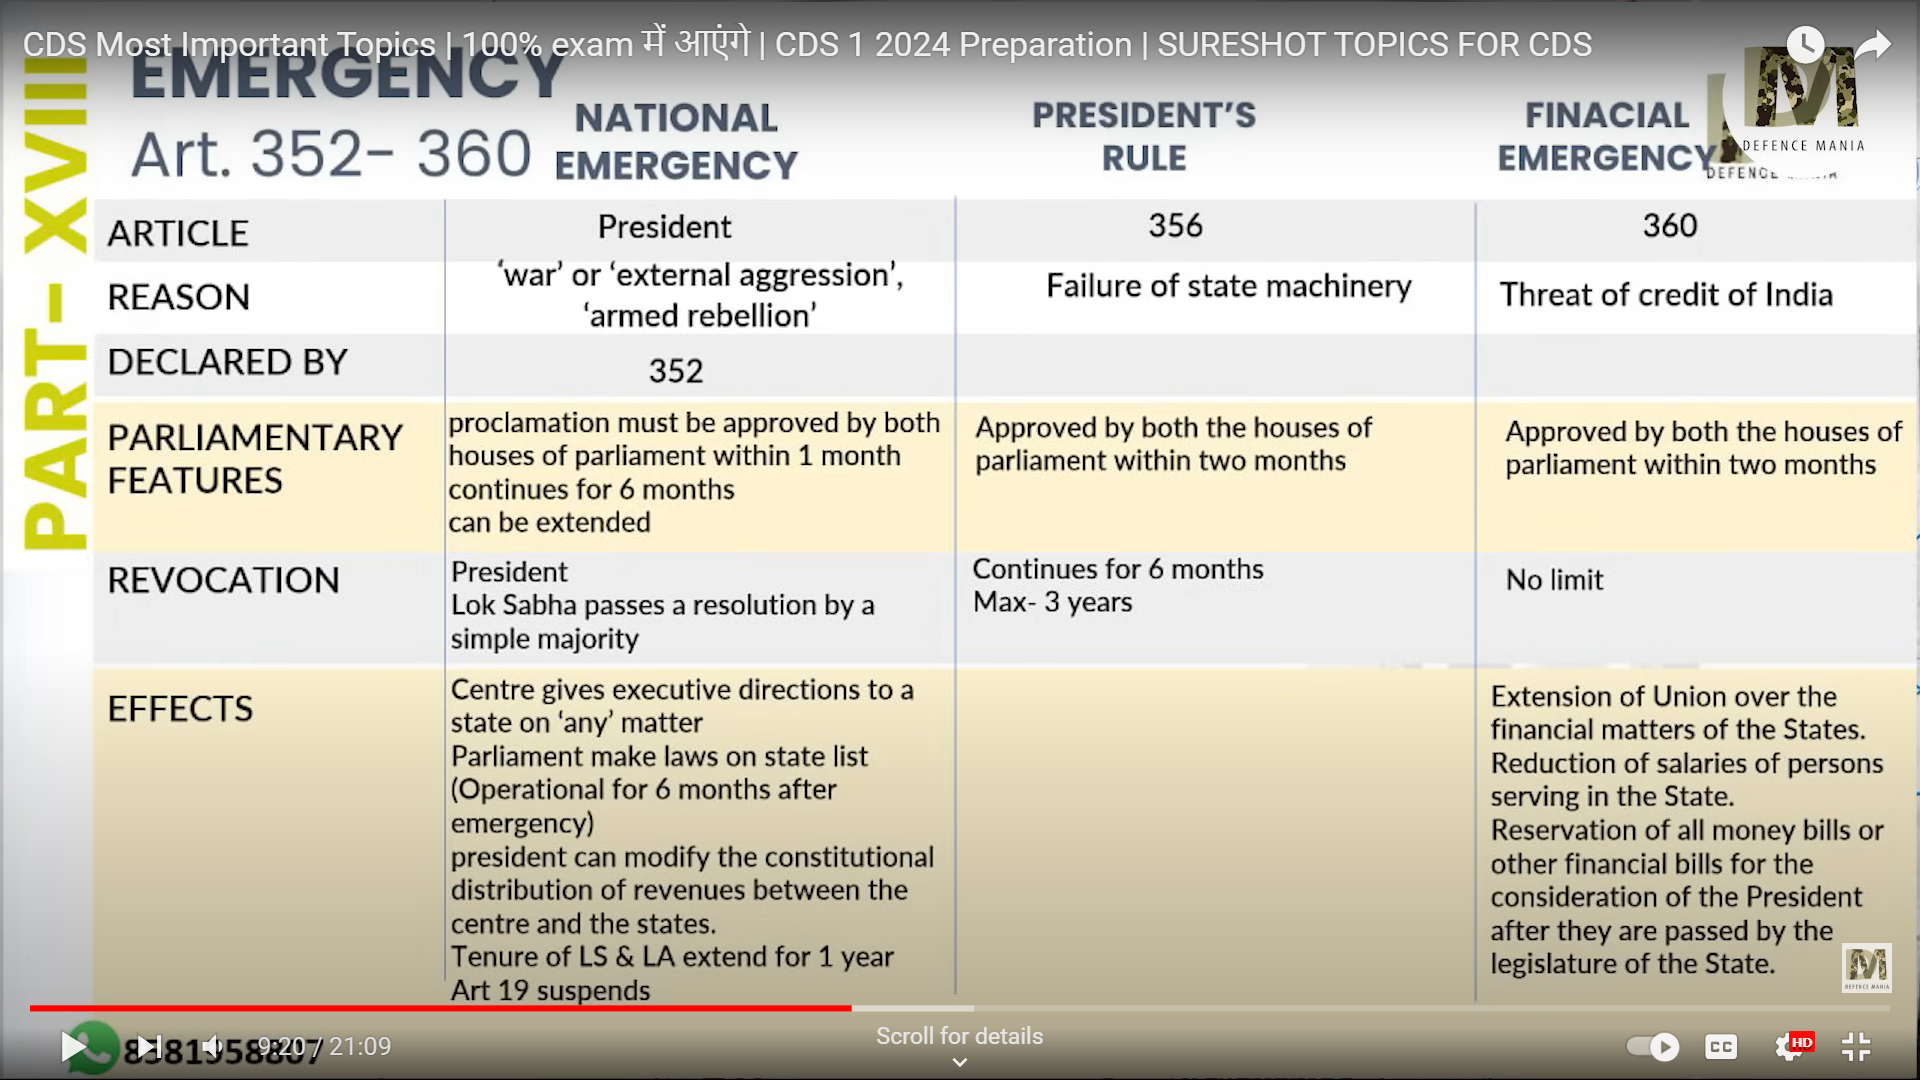 CDS Most Important Topics | 100% exam में आएंगे | CDS 1 2024 Preparation | SURESHOT TOPICS FOR CDS
PART- XVIII
EMERGENCY
Art. 352- 360
NATIONAL
EMERGENCY
PRESIDENT'S
RULE
FINACIAL
EMERGENCY
DEFENCE MANIA
DEFENCE
ARTICLE
President
356
360
REASON
'war' or 'external aggression',
'armed rebellion'
Failure of state machinery
Threat of credit of India
DECLARED BY
352
PARLIAMENTARY
FEATURES
proclamation must be approved by both
houses of parliament within 1 month
continues for 6 months
can be extended
Approved by both the houses of
parliament within two months
Approved by both the houses of
parliament within two months
REVOCATION
President
Lok Sabha passes a resolution by a
simple majority
Continues for 6 months
Max- 3 years
No limit
EFFECTS
Centre gives executive directions to a
state on 'any' matter
Parliament make laws on state list
(Operational for 6 months after
emergency)
president can modify the constitutional
distribution of revenues between the
centre and the states.
Tenure of LS & LA extend for 1 year
Art 19 suspends
Extension of Union over the
financial matters of the States.
Reduction of salaries of persons
serving in the State.
Reservation of all money bills or
other financial bills for the
consideration of the President
after they are passed by the
legislature of the State.
DEFENCE MANIA
9:20 / 21:09
Scroll for details
CC
HD